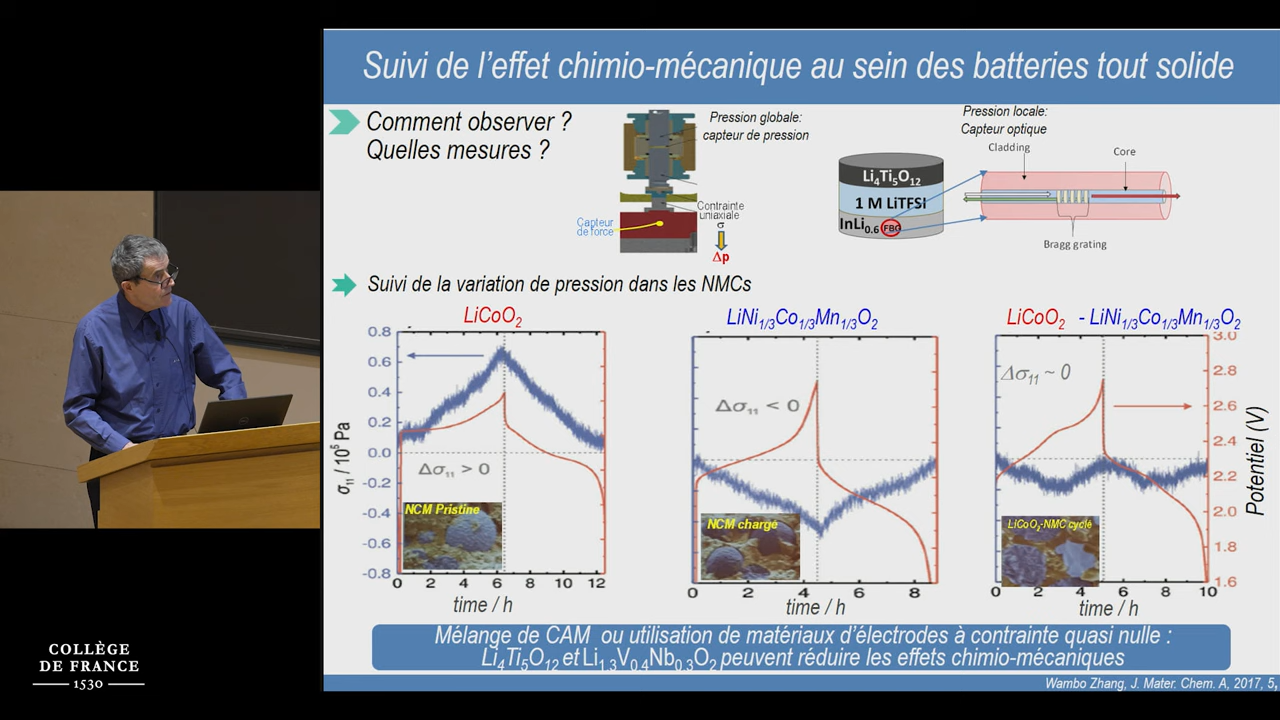 Suivi de l'effet chimio-mécanique au sein des batteries tout solide
Comment observer ?
Quelles mesures ?
Pression globale:
capteur de pression
Contrainte
uniaxiale
σ
Δp
Capteur
de force
Pression locale:
Capteur optique
Cladding
Core
Bragg grating
Li4Ti5O12
1 M LiTFSI
InLi0.6 FBG
Suivi de la variation de pression dans les NMCs
LiCoO2
0.8
0.6
0.4
0.2
0.0
-0.2
-0.4
-0.6
-0.8
σ11 / 10⁵ Pa
Δσ11 > 0
NCM Pristine
0 2 4 6 8 10 12
time / h
LiNi1/3Co1/3Mn1/3O2
Δσ11 < 0
NCM chargé
0 2 4 6 8
time / h
LiCoO2 - LiNi1/3Co1/3Mn1/3O2
Δσ11 ~ 0
LiCoO2-NMC cyclé
0 2 4 6 8 10
time / h
3.0
2.8
2.6
2.4
2.2
2.0
1.8
1.6
Potentiel (V)
Mélange de CAM ou utilisation de matériaux d'électrodes à contrainte quasi nulle :
Li4Ti5O12 et Li1.3V0.4Nb0.3O2 peuvent réduire les effets chimio-mécaniques
Wambo Zhang, J. Mater. Chem. A, 2017, 5,
COLLÈGE
DE FRANCE
1530
DELL